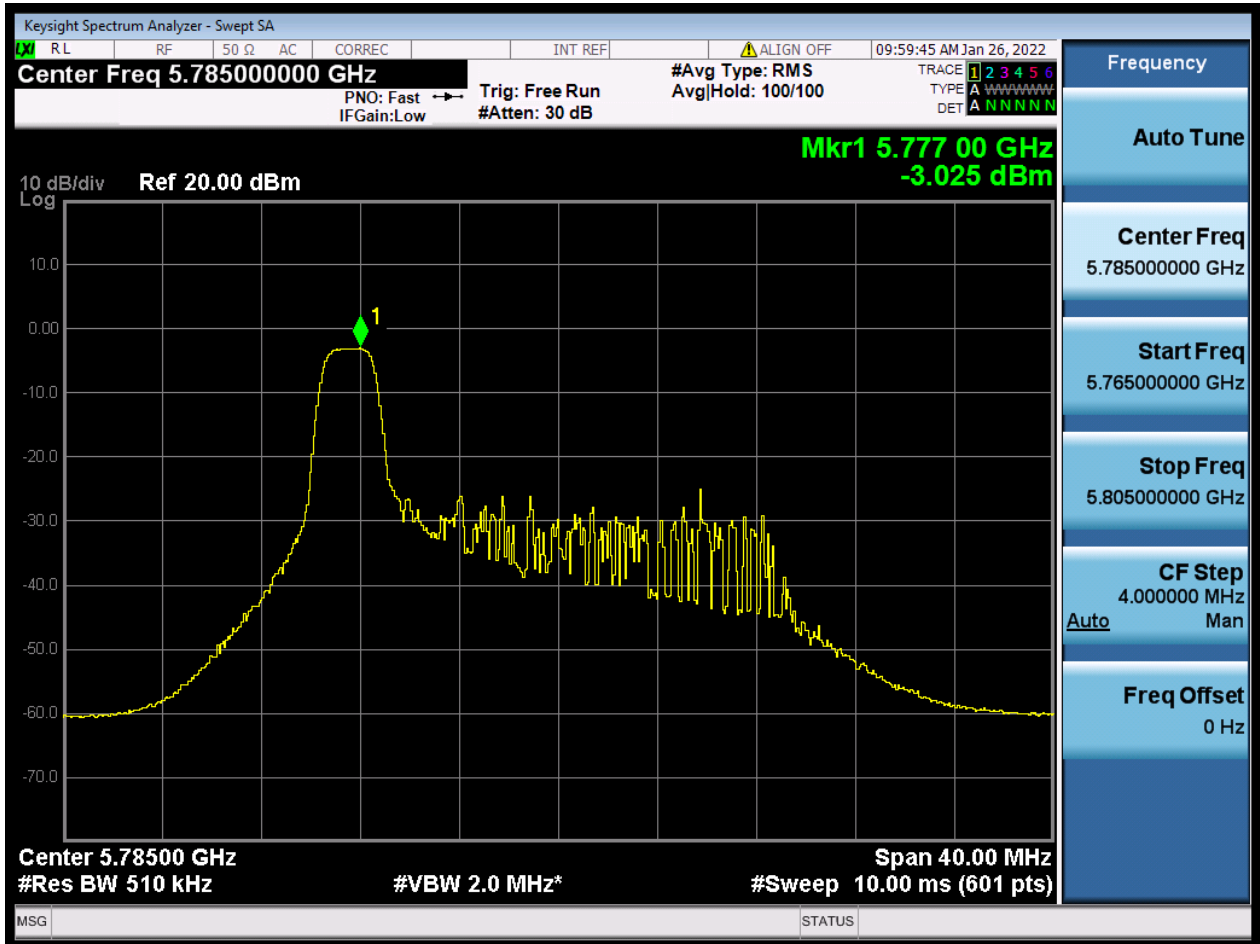 Keysight Spectrum Analyzer - Swept SA
LXI RL RF 50 Ω AC CORREC INT REF ALIGN OFF 09:59:45 AM Jan 26, 2022
Center Freq 5.785000000 GHz
PNO: Fast
IFGain:Low
Trig: Free Run
#Atten: 30 dB
#Avg Type: RMS
Avg|Hold: 100/100
TRACE 1 2 3 4 5 6
TYPE A WWWWW
DET A N N N N N
Mkr1 5.777 00 GHz
-3.025 dBm
10 dB/div Ref 20.00 dBm
Log
10.0
0.00
-10.0
-20.0
-30.0
-40.0
-50.0
-60.0
-70.0
1
Center 5.78500 GHz Span 40.00 MHz
#Res BW 510 kHz #VBW 2.0 MHz* #Sweep 10.00 ms (601 pts)
MSG STATUS
Frequency
Auto Tune
Center Freq
5.785000000 GHz
Start Freq
5.765000000 GHz
Stop Freq
5.805000000 GHz
CF Step
4.000000 MHz
Auto Man
Freq Offset
0 Hz